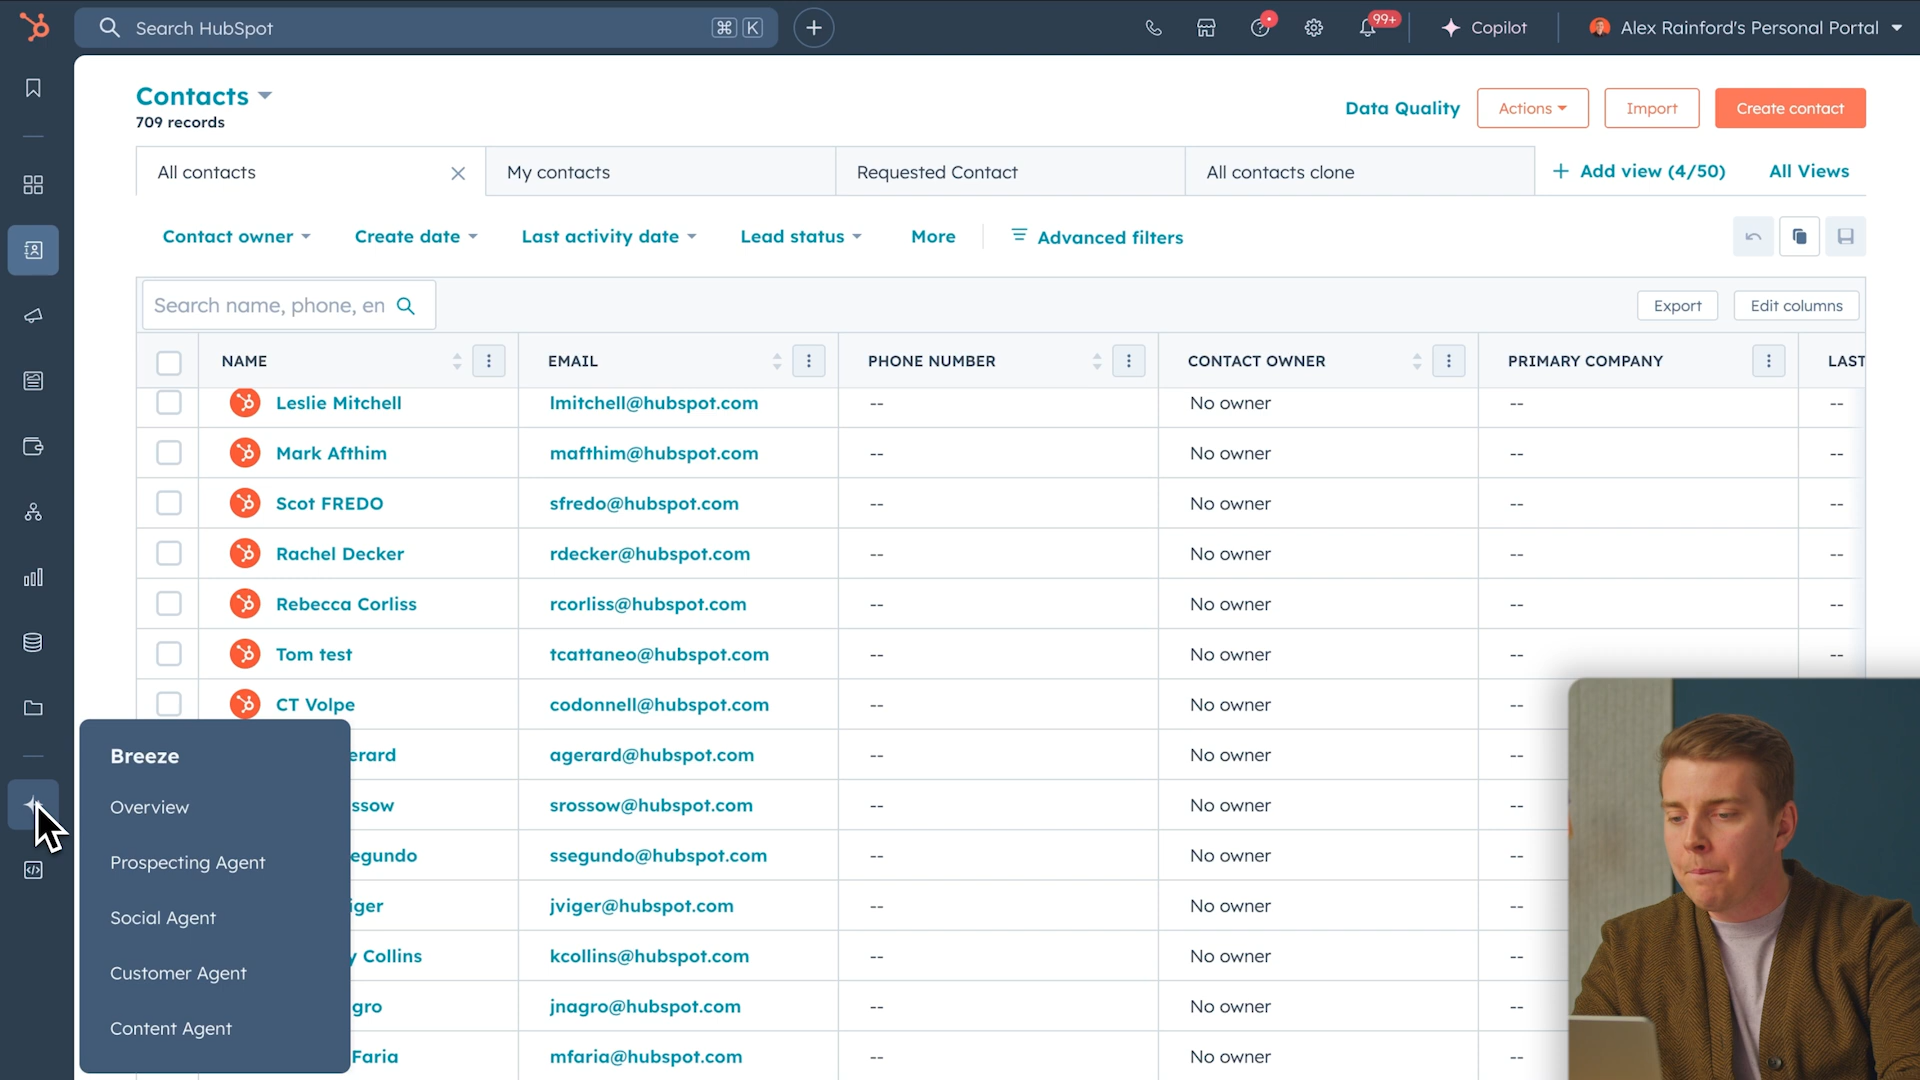 Search HubSpot
⌘ K
99+
Copilot
Alex Rainford's Personal Portal
Contacts
709 records
Data Quality
Actions
Import
Create contact
All contacts
My contacts
Requested Contact
All contacts clone
Add view (4/50)
All Views
Contact owner
Create date
Last activity date
Lead status
More
Advanced filters
Search name, phone, en
Export
Edit columns
NAME EMAIL PHONE NUMBER CONTACT OWNER PRIMARY COMPANY LAST
Leslie Mitchell lmitchell@hubspot.com -- No owner -- --
Mark Afthim mafthim@hubspot.com -- No owner -- --
Scot FREDO sfredo@hubspot.com -- No owner -- --
Rachel Decker rdecker@hubspot.com -- No owner -- --
Rebecca Corliss rcorliss@hubspot.com -- No owner -- --
Tom test tcattaneo@hubspot.com -- No owner -- --
CT Volpe codonnell@hubspot.com -- No owner --
erard agerard@hubspot.com -- No owner --
ssow srossow@hubspot.com -- No owner --
egundo ssegundo@hubspot.com -- No owner --
iger jviger@hubspot.com -- No owner --
y Collins kcollins@hubspot.com -- No owner --
gro jnagro@hubspot.com -- No owner --
Faria mfaria@hubspot.com -- No owner --
Breeze
Overview
Prospecting Agent
Social Agent
Customer Agent
Content Agent